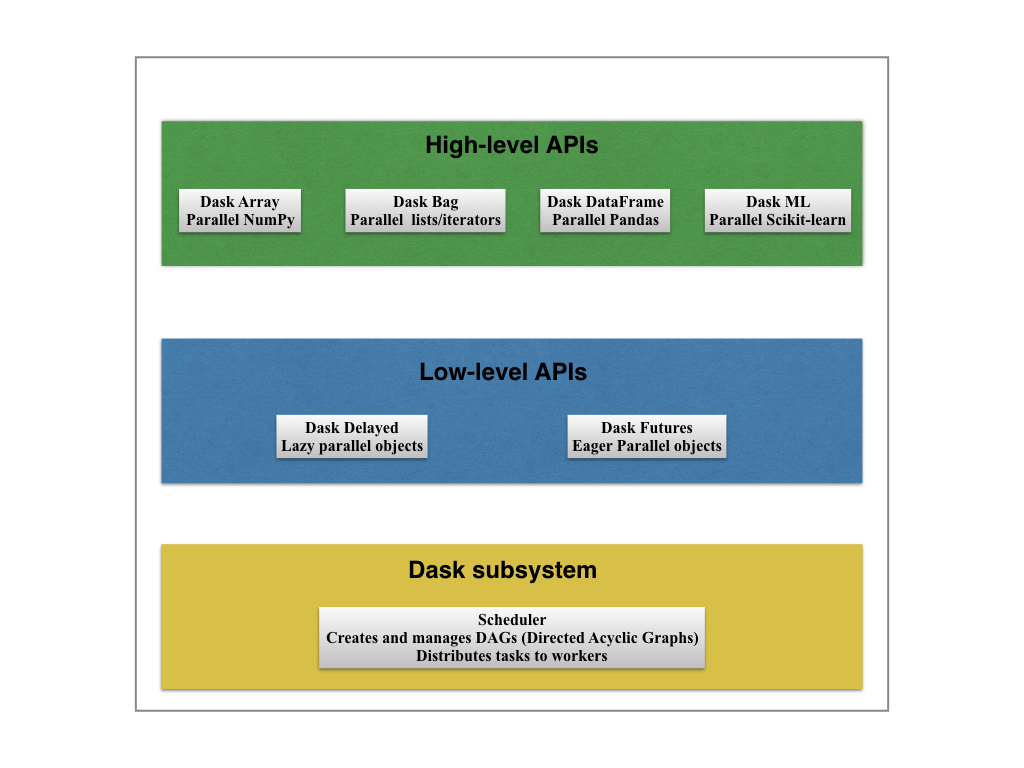 High-level APIs
Dask Array
Parallel NumPy
Dask Bag
Parallel  lists/iterators
Dask DataFrame
Parallel Pandas
Dask ML
Parallel Scikit-learn
Low-level APIs
Dask Delayed
Lazy parallel objects
Dask Futures
Eager Parallel objects
Dask subsystem
Scheduler
Creates and manages DAGs (Directed Acyclic Graphs)
Distributes tasks to workers